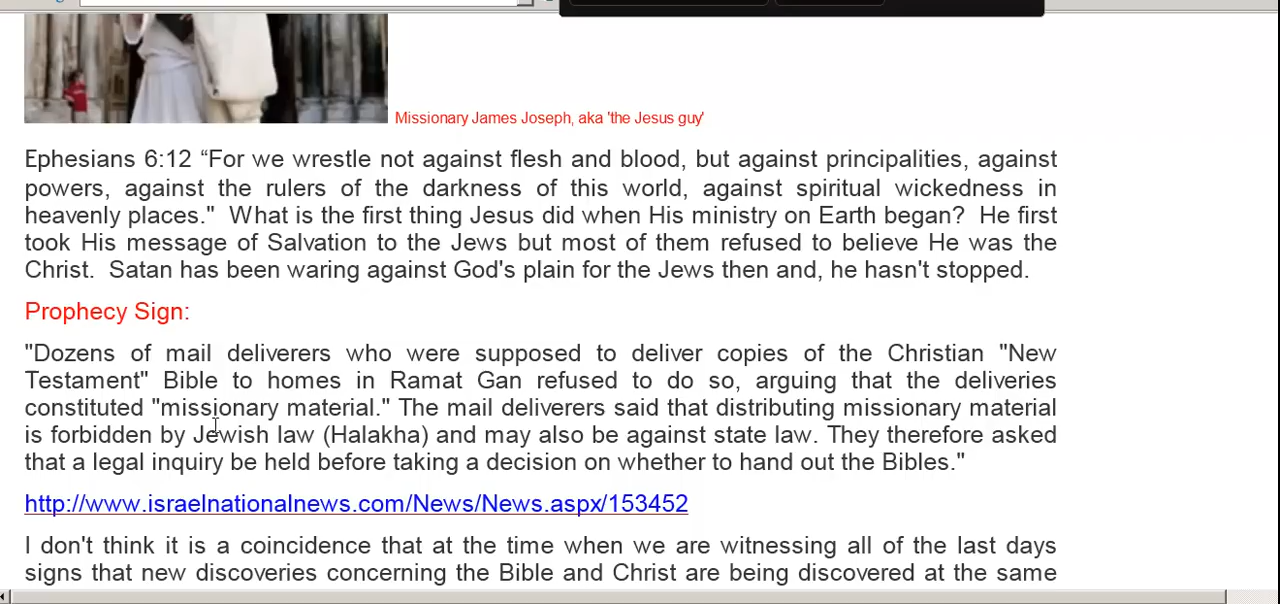 Missionary James Joseph, aka 'the Jesus guy'
Ephesians 6:12 “For we wrestle not against flesh and blood, but against principalities, against
powers, against the rulers of the darkness of this world, against spiritual wickedness in
heavenly places."  What is the first thing Jesus did when His ministry on Earth began?  He first
took His message of Salvation to the Jews but most of them refused to believe He was the
Christ.  Satan has been waring against God's plain for the Jews then and, he hasn't stopped.
Prophecy Sign:
"Dozens of mail deliverers who were supposed to deliver copies of the Christian "New
Testament" Bible to homes in Ramat Gan refused to do so, arguing that the deliveries
constituted "missionary material." The mail deliverers said that distributing missionary material
is forbidden by Jewish law (Halakha) and may also be against state law. They therefore asked
that a legal inquiry be held before taking a decision on whether to hand out the Bibles."
http://www.israelnationalnews.com/News/News.aspx/153452
I don't think it is a coincidence that at the time when we are witnessing all of the last days
signs that new discoveries concerning the Bible and Christ are being discovered at the same